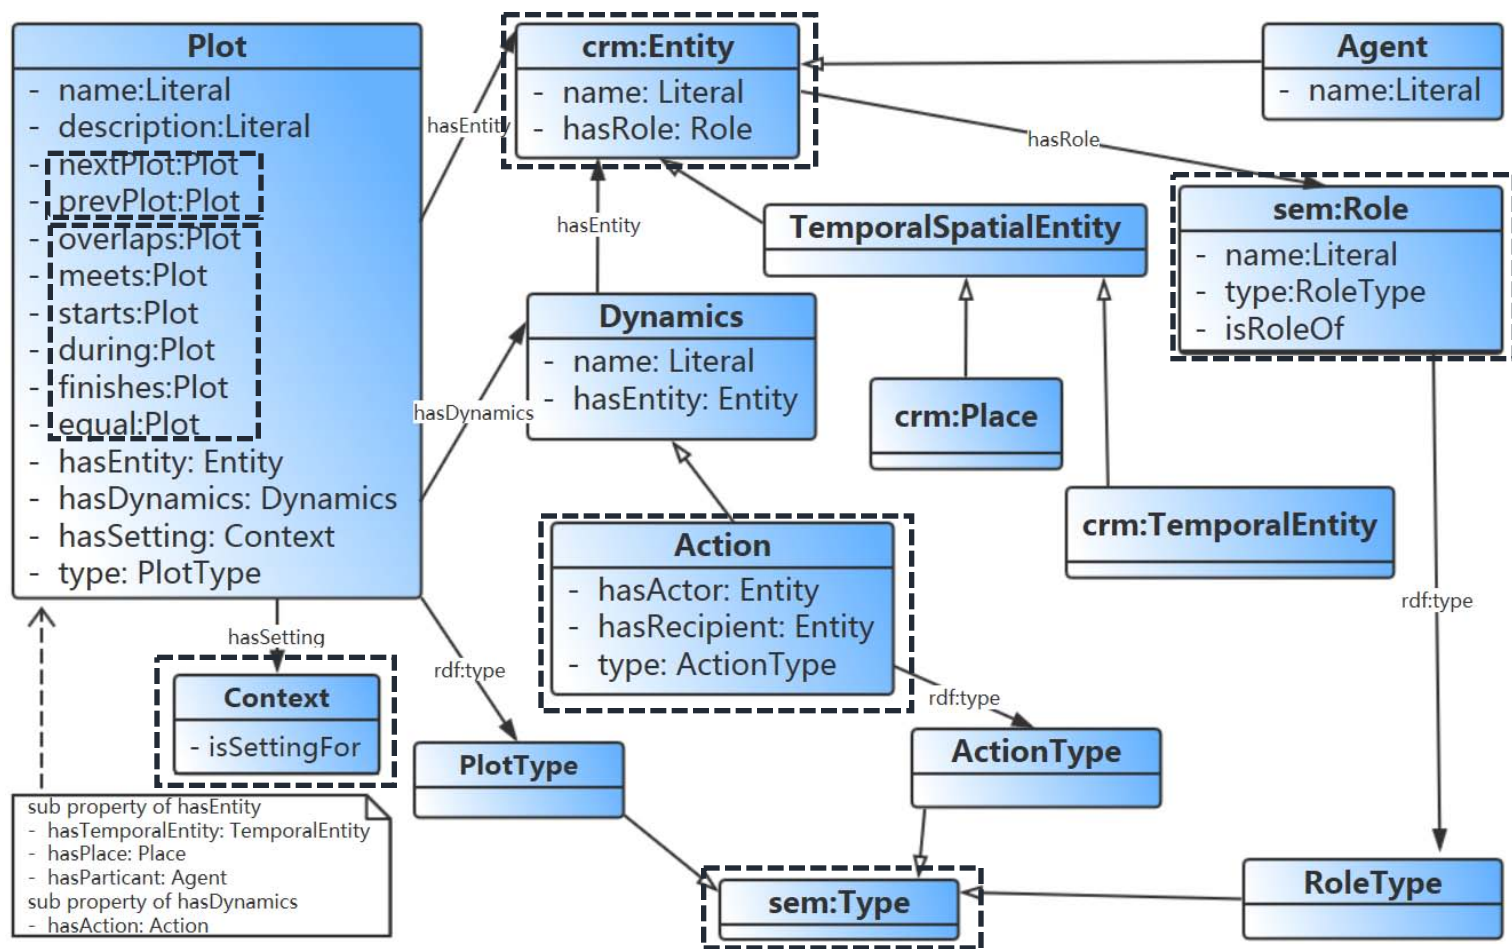 Plot
- name:Literal
- description:Literal
- nextPlot:Plot
- prevPlot:Plot
- overlaps:Plot
- meets:Plot
- starts:Plot
- during:Plot
- finishes:Plot
- equal:Plot
- hasEntity: Entity
- hasDynamics: Dynamics
- hasSetting: Context
- type: PlotType
hasEntity
crm:Entity
- name: Literal
- hasRole: Role
Agent
- name:Literal
hasRole
sem:Role
- name:Literal
- type:RoleType
- isRoleOf
hasEntity
TemporalSpatialEntity
hasDynamics
Dynamics
- name: Literal
- hasEntity: Entity
crm:Place
crm:TemporalEntity
Action
- hasActor: Entity
- hasRecipient: Entity
- type: ActionType
rdf:type
hasSetting
Context
- isSettingFor
rdf:type
rdf:type
PlotType
ActionType
sub property of hasEntity
- hasTemporalEntity: TemporalEntity
- hasPlace: Place
- hasParticant: Agent
sub property of hasDynamics
- hasAction: Action
sem:Type
RoleType